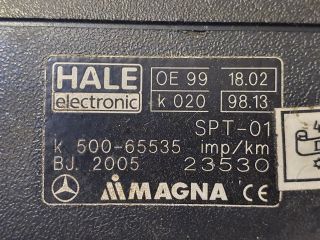 HALE
electronic
OE 99 18.02
k 020 98.13
SPT-01
k 500-65535 imp/km
BJ. 2005 23530
MAGNA CE
4